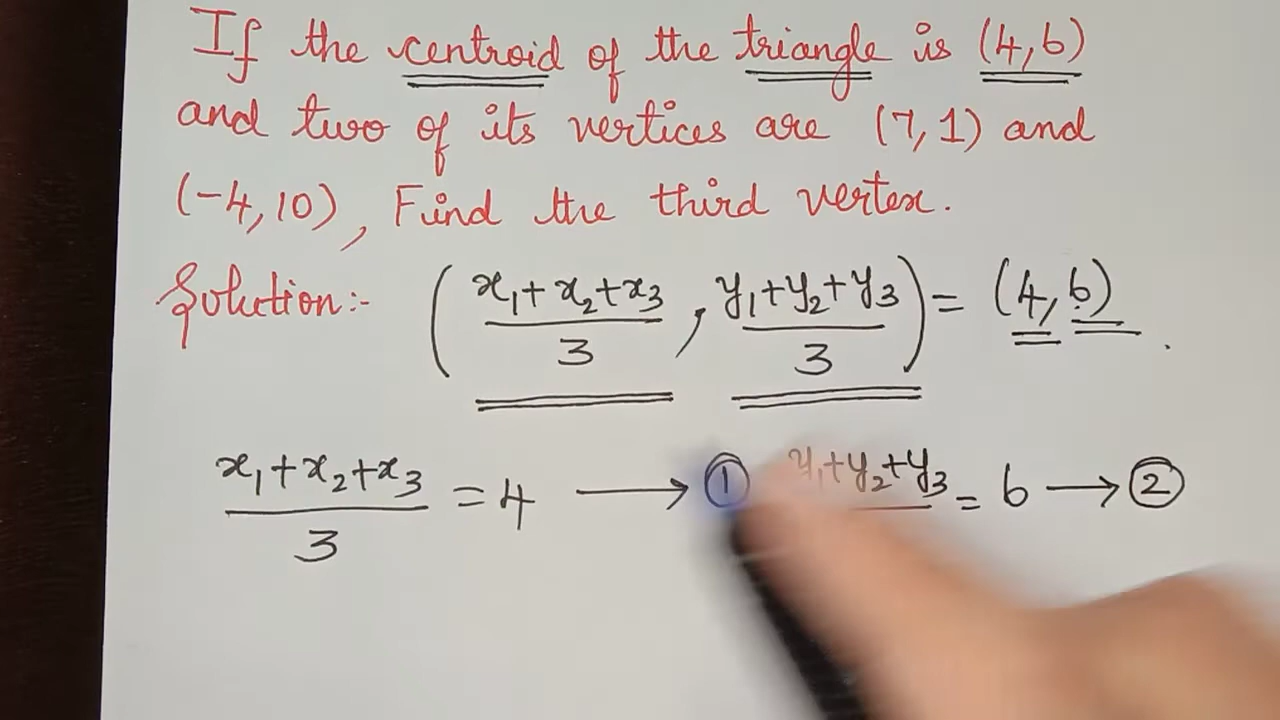 If the centroid of the triangle is (4,6)
and two of its vertices are (7,1) and
(-4,10), Find the third vertex.
Solution:- (x₁+x₂+x₃/3, y₁+y₂+y₃/3) = (4,6)
x₁+x₂+x₃/3 = 4 ⟶ ① y₁+y₂+y₃ = 6 ⟶ ②